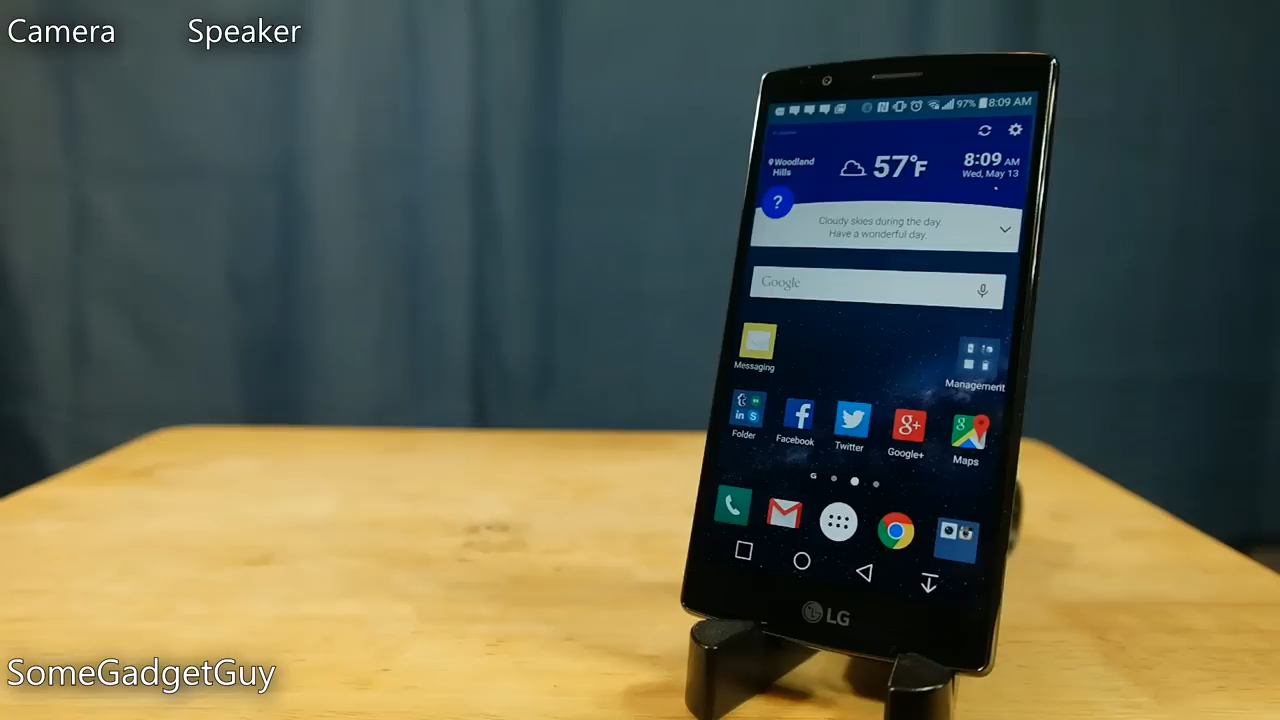 Camera Speaker
97% 8:09 AM
Woodland
Hills
57°F
8:09 AM
Wed, May 13
?
Cloudy skies during the day.
Have a wonderful day.
Google
Messaging
Management
Folder
Facebook
Twitter
Google+
Maps
LG
SomeGadgetGuy